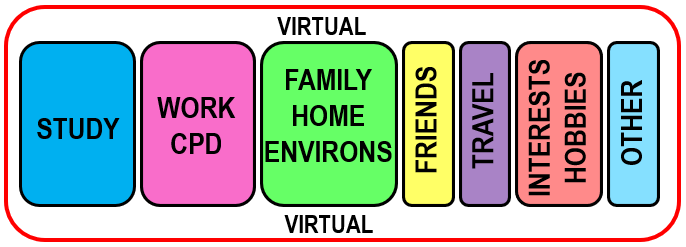 VIRTUAL
STUDY
WORK
CPD
FAMILY
HOME
ENVIRONS
FRIENDS
TRAVEL
INTERESTS
HOBBIES
OTHER
VIRTUAL